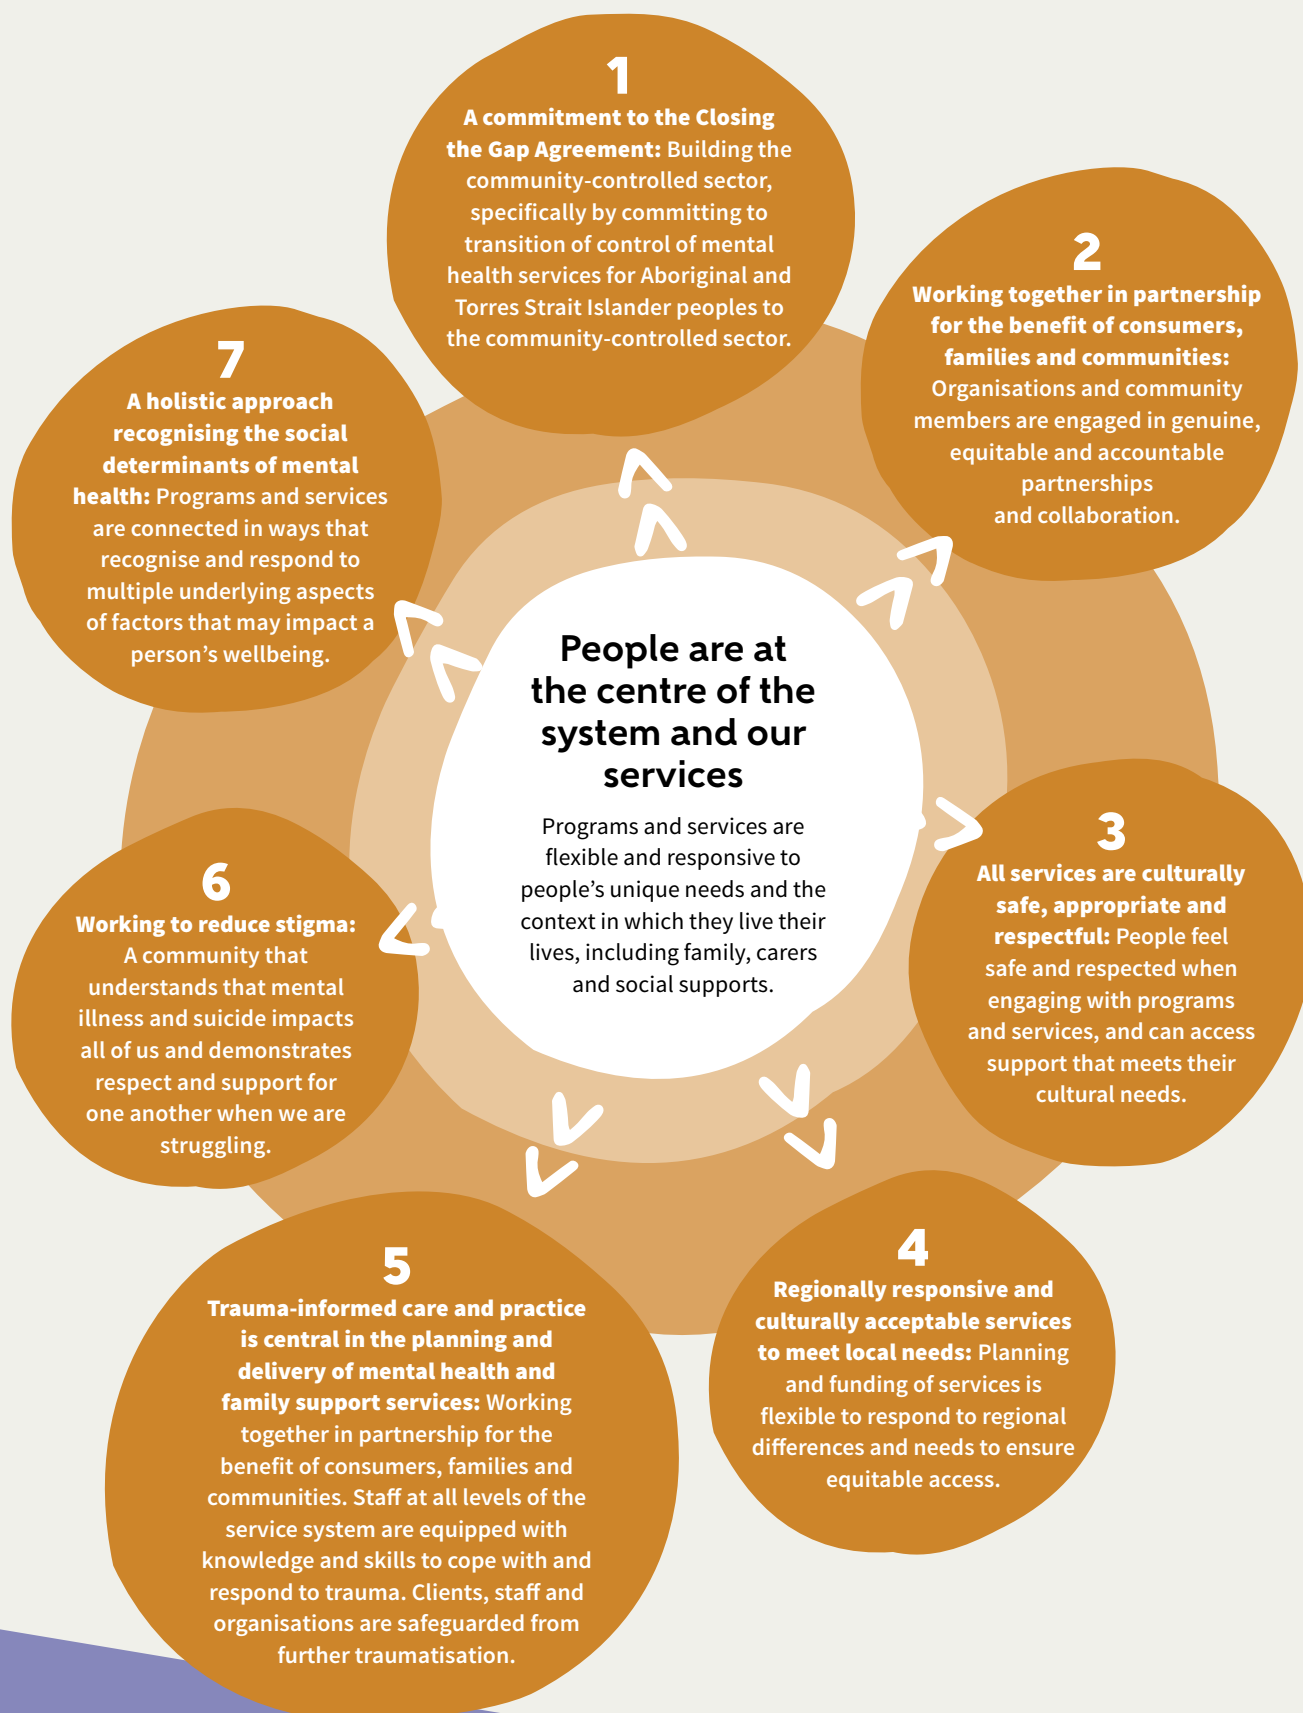 1
A commitment to the Closing
the Gap Agreement: Building the
community-controlled sector,
specifically by committing to
transition of control of mental
health services for Aboriginal and
Torres Strait Islander peoples to
the community-controlled sector.
2
Working together in partnership
for the benefit of consumers,
families and communities:
Organisations and community
members are engaged in genuine,
equitable and accountable
partnerships
and collaboration.
7
A holistic approach
recognising the social
determinants of mental
health: Programs and services
are connected in ways that
recognise and respond to
multiple underlying aspects
of factors that may impact a
person's wellbeing.
People are at
the centre of the
system and our
services
Programs and services are
flexible and responsive to
people's unique needs and the
context in which they live their
lives, including family, carers
and social supports.
3
All services are culturally
safe, appropriate and
respectful: People feel
safe and respected when
engaging with programs
and services, and can access
support that meets their
cultural needs.
6
Working to reduce stigma:
A community that
understands that mental
illness and suicide impacts
all of us and demonstrates
respect and support for
one another when we are
struggling.
5
Trauma-informed care and practice
is central in the planning and
delivery of mental health and
family support services: Working
together in partnership for the
benefit of consumers, families and
communities. Staff at all levels of the
service system are equipped with
knowledge and skills to cope with and
respond to trauma. Clients, staff and
organisations are safeguarded from
further traumatisation.
4
Regionally responsive and
culturally acceptable services
to meet local needs: Planning
and funding of services is
flexible to respond to regional
differences and needs to ensure
equitable access.